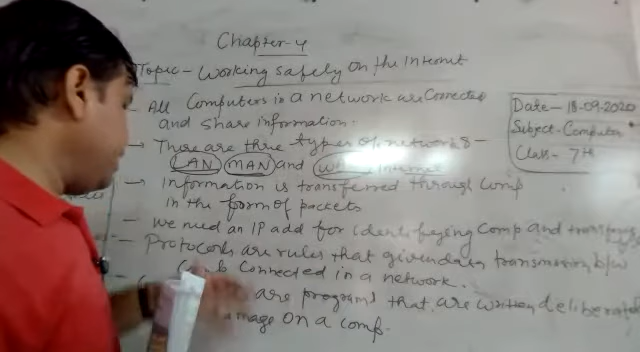 Chapter-4
Topic - Working Safely On the Internet
All Computers in a network are Connected
and share information.
→ There are three types of networks -
LAN MAN and
→ Information is transferred through Comp
in the form of packets
We need an IP add for identifying Comp and
- Protocols are rules that data transmission b/w
Connected in a network.
are programs that are written
on a comp.
Date - 18-09-2020
Subject - Computer
Class - 7th